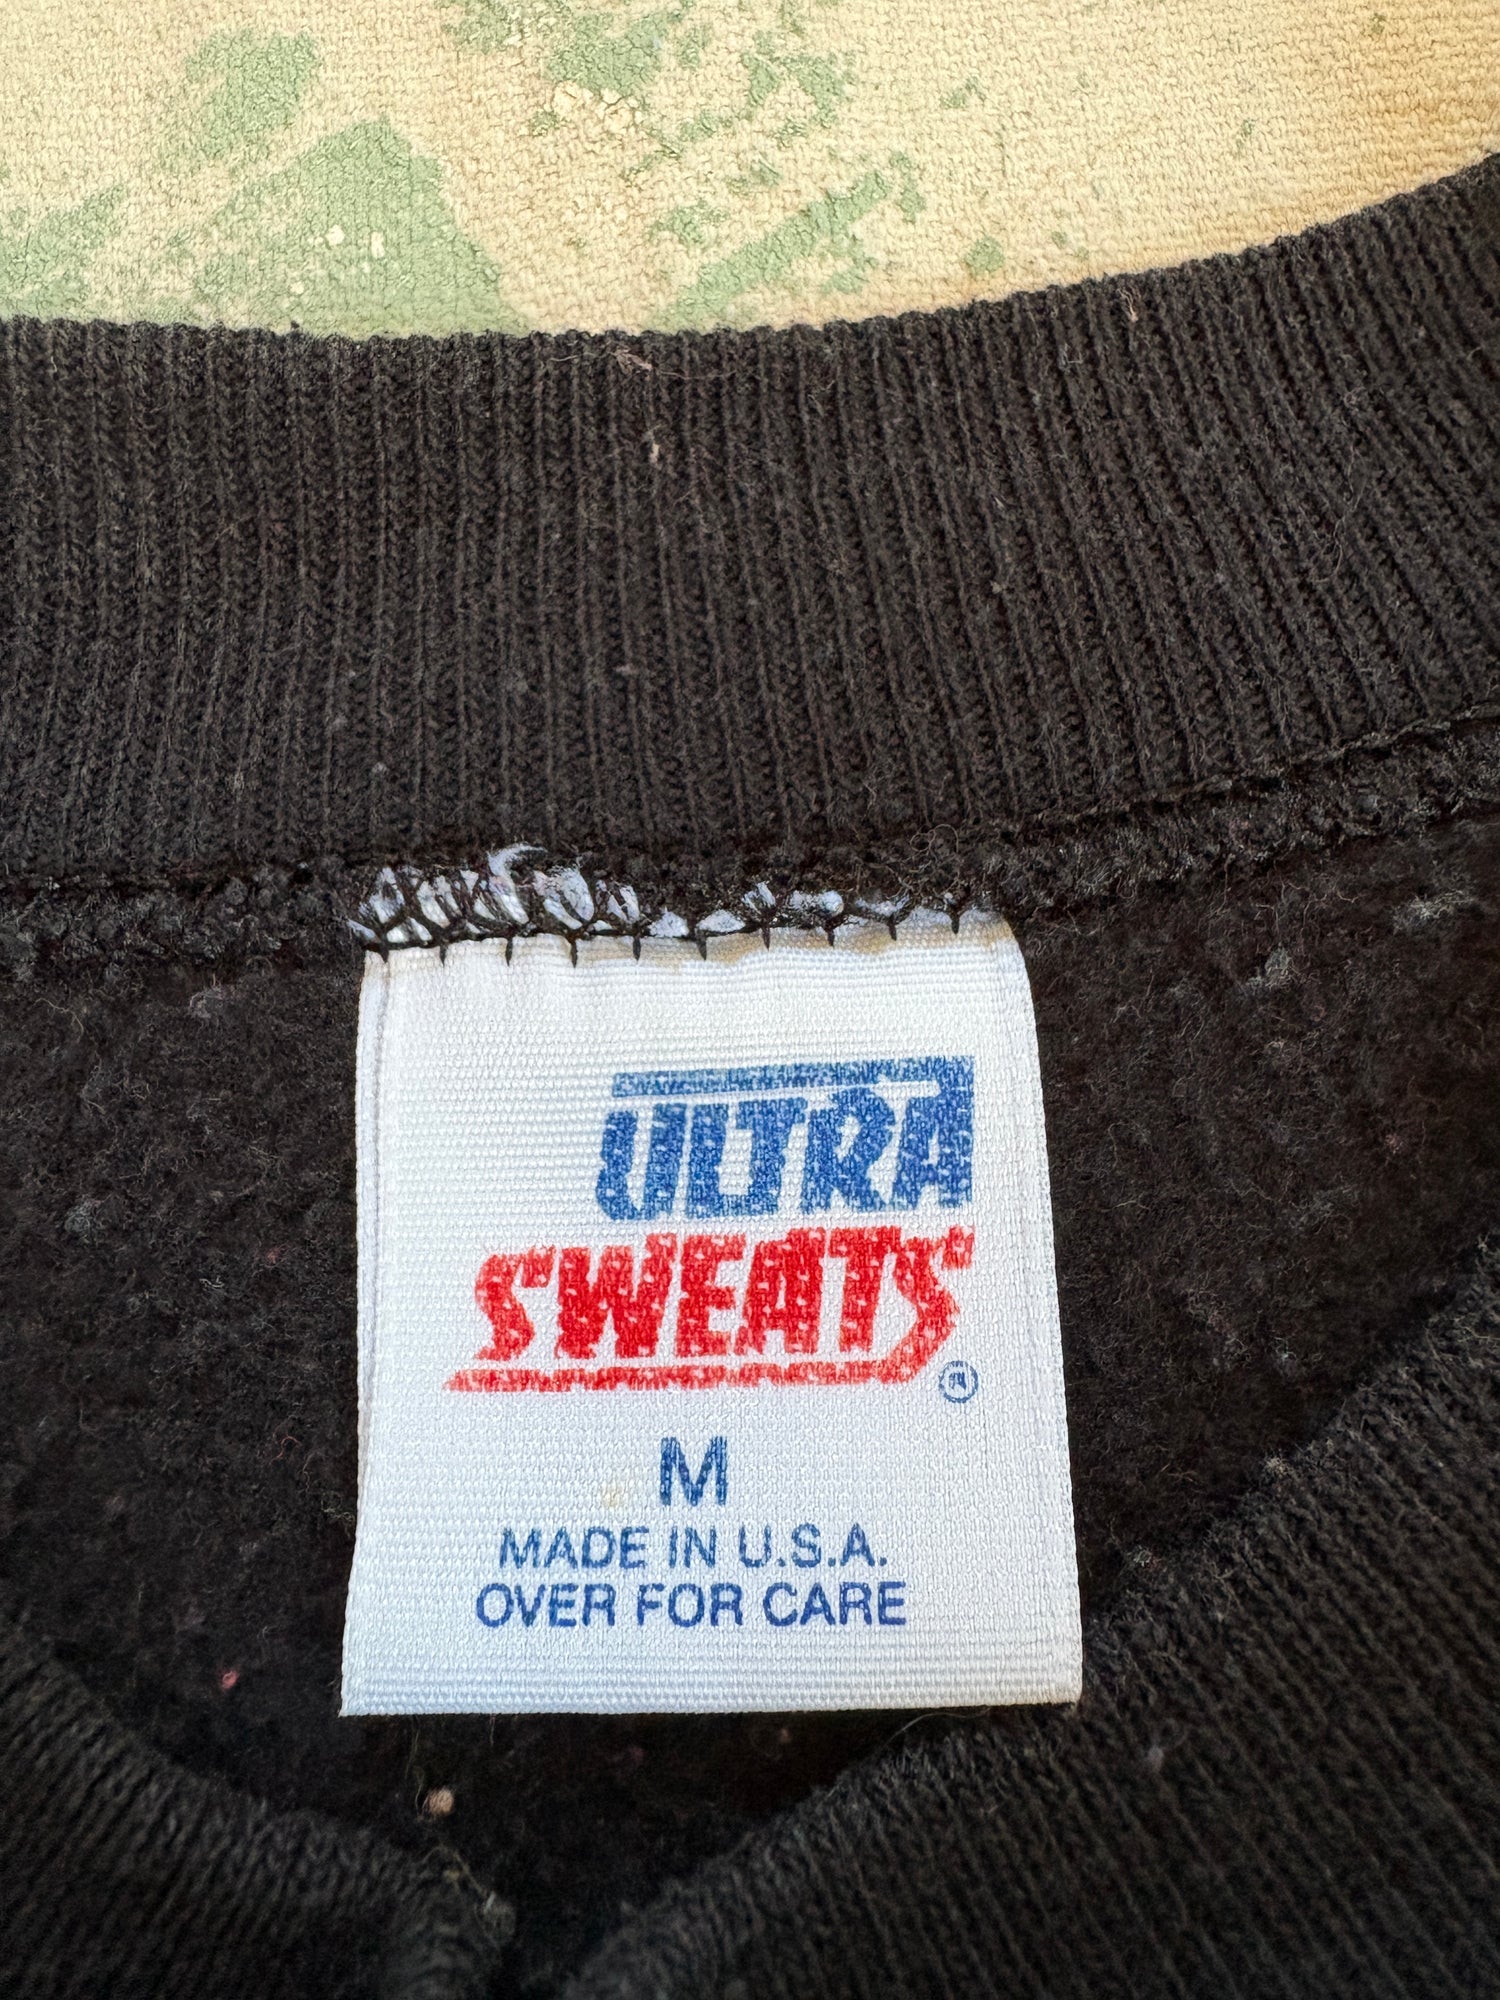 ULTRA
SWEATS
®
M
MADE IN U.S.A.
OVER FOR CARE